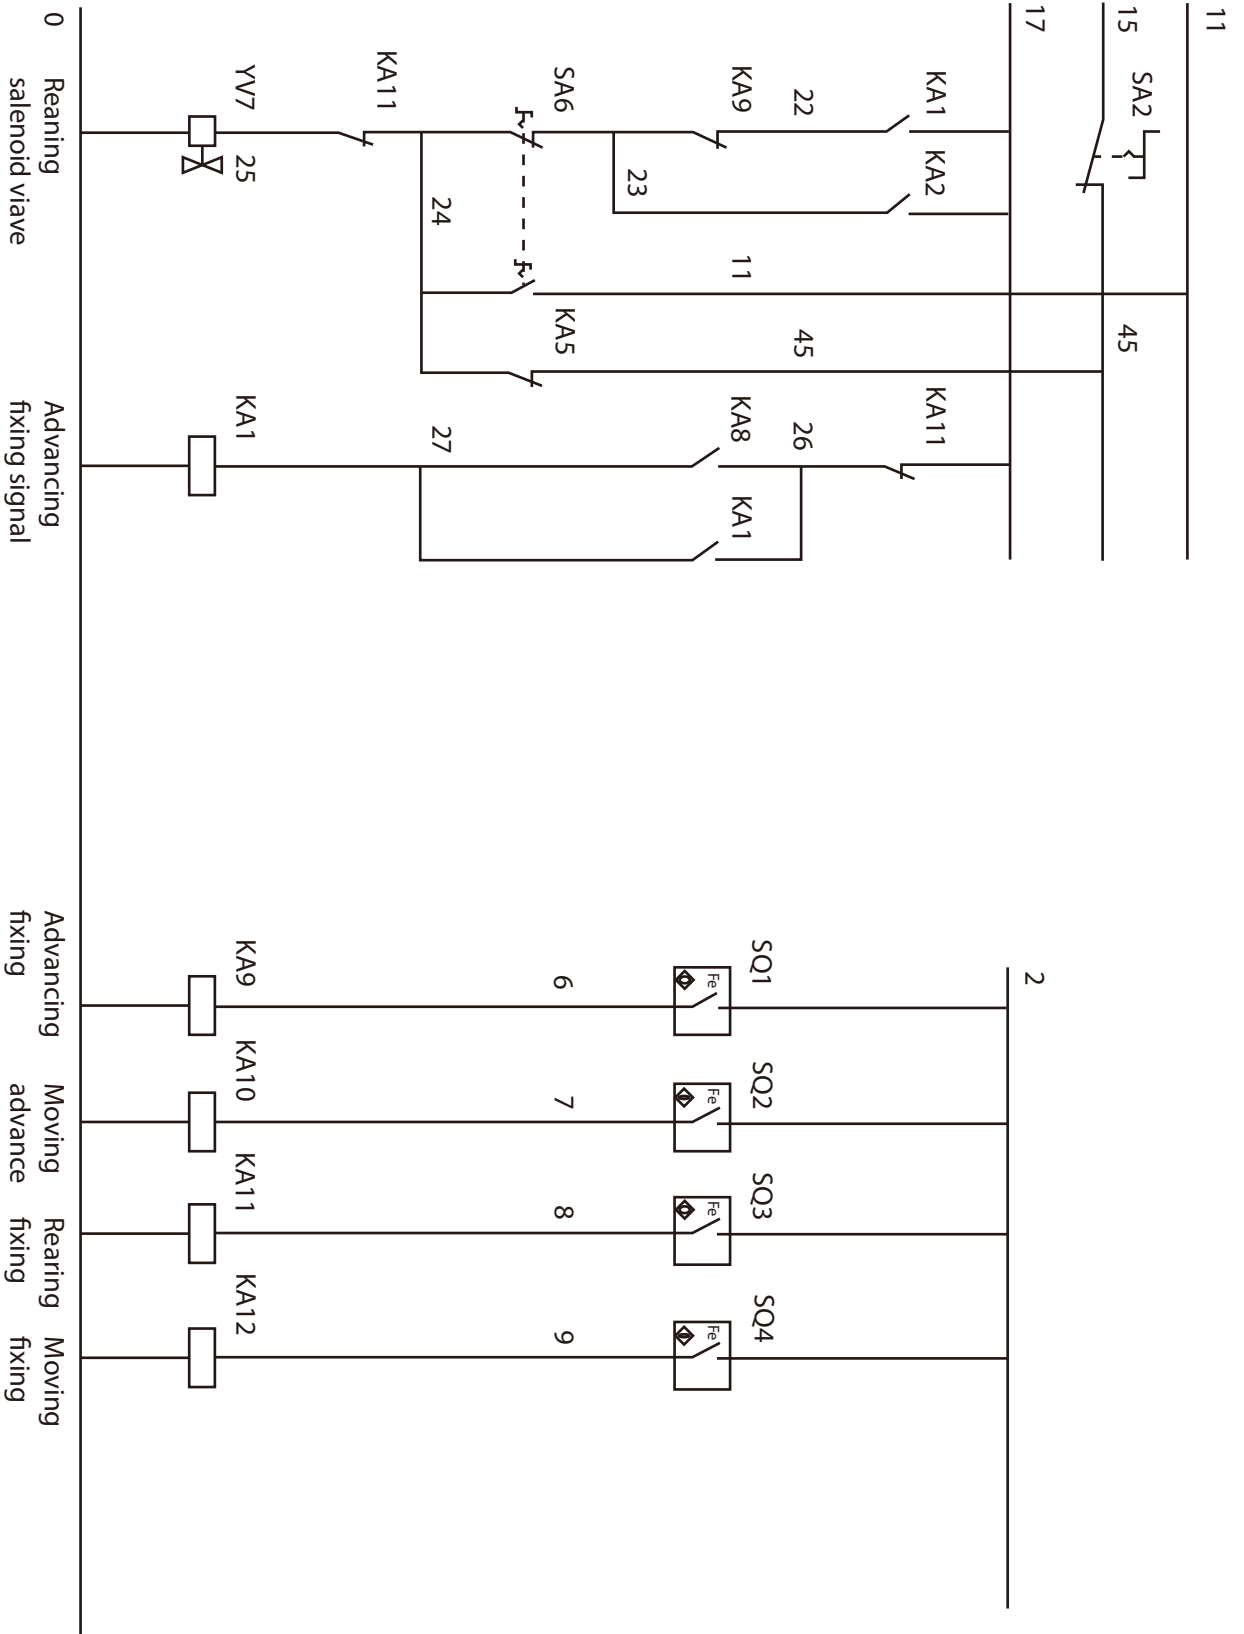 11
15
SA2
17
45
KA1
KA2
KA11
22
11
45
26
KA9
23
KA8
KA1
SA6
KA5
24
27
KA11
YV7
25
KA1
0
Reaning
salenoid viave
Advancing
fixing signal
2
SQ1
SQ2
SQ3
SQ4
Fe
Fe
Fe
Fe
6
7
8
9
KA9
KA10
KA11
KA12
Advancing
fixing
Moving
advance
Rearing
fixing
Moving
fixing